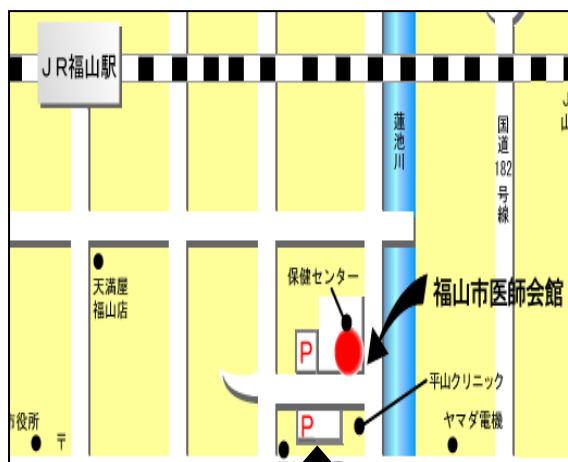 JR福山駅
蓮池川
国道182号線
J
山
天満屋
福山店
保健センター
福山市医師会館
P
平山クリニック
P
市役所
〒
ヤマダ電機